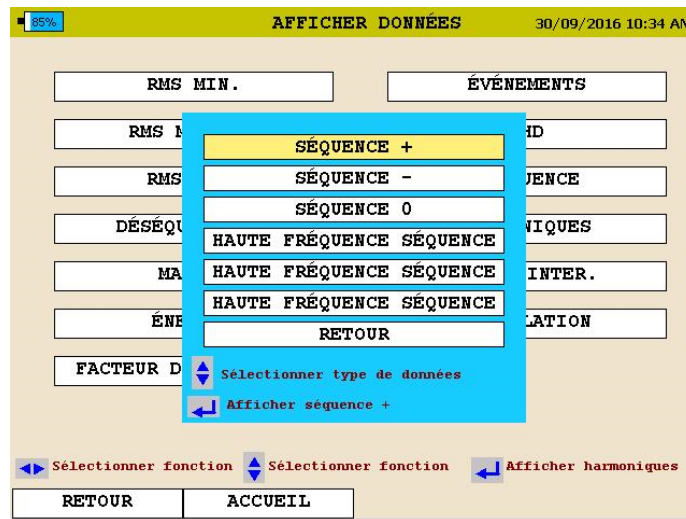 85%
AFFICHER DONNÉES
30/09/2016 10:34 AM
RMS MIN.
ÉVÉNEMENTS
RMS M
HD
RMS
UENCE
DÉSÉQU
NIQUES
MA
INTER.
ÉNE
LATION
FACTEUR D
SÉQUENCE +
SÉQUENCE -
SÉQUENCE 0
HAUTE FRÉQUENCE SÉQUENCE
HAUTE FRÉQUENCE SÉQUENCE
HAUTE FRÉQUENCE SÉQUENCE
RETOUR
Sélectionner type de données
Afficher séquence +
Sélectionner fonction
Sélectionner fonction
Afficher harmoniques
RETOUR
ACCUEIL